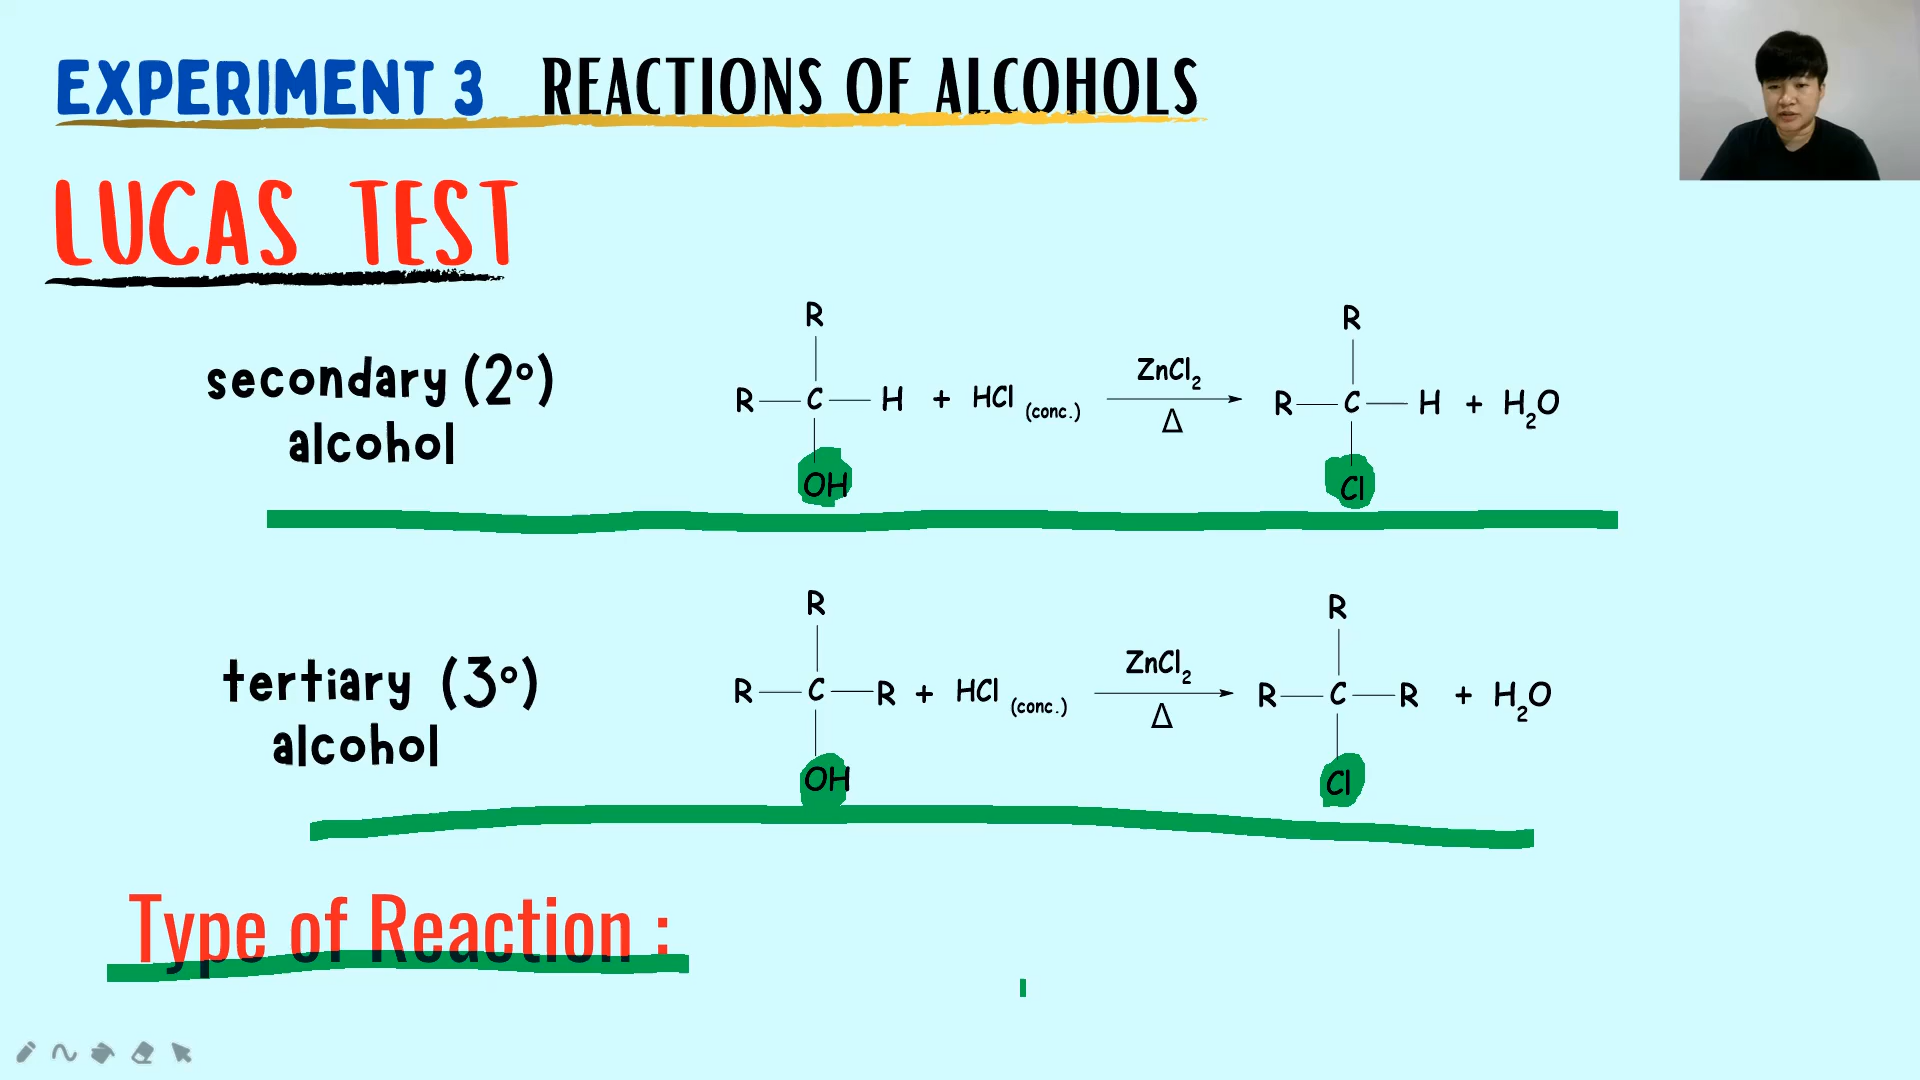 EXPERIMENT 3 REACTIONS OF ALCOHOLS
LUCAS TEST
secondary (2°)
alcohol
R
R — C — H + HCl (conc.) ZnCl₂ Δ → R — C — H + H₂O
R
OH
Cl
tertiary (3°)
alcohol
R
R — C — R + HCl (conc.) ZnCl₂ Δ → R — C — R + H₂O
R
OH
Cl
Type of Reaction :